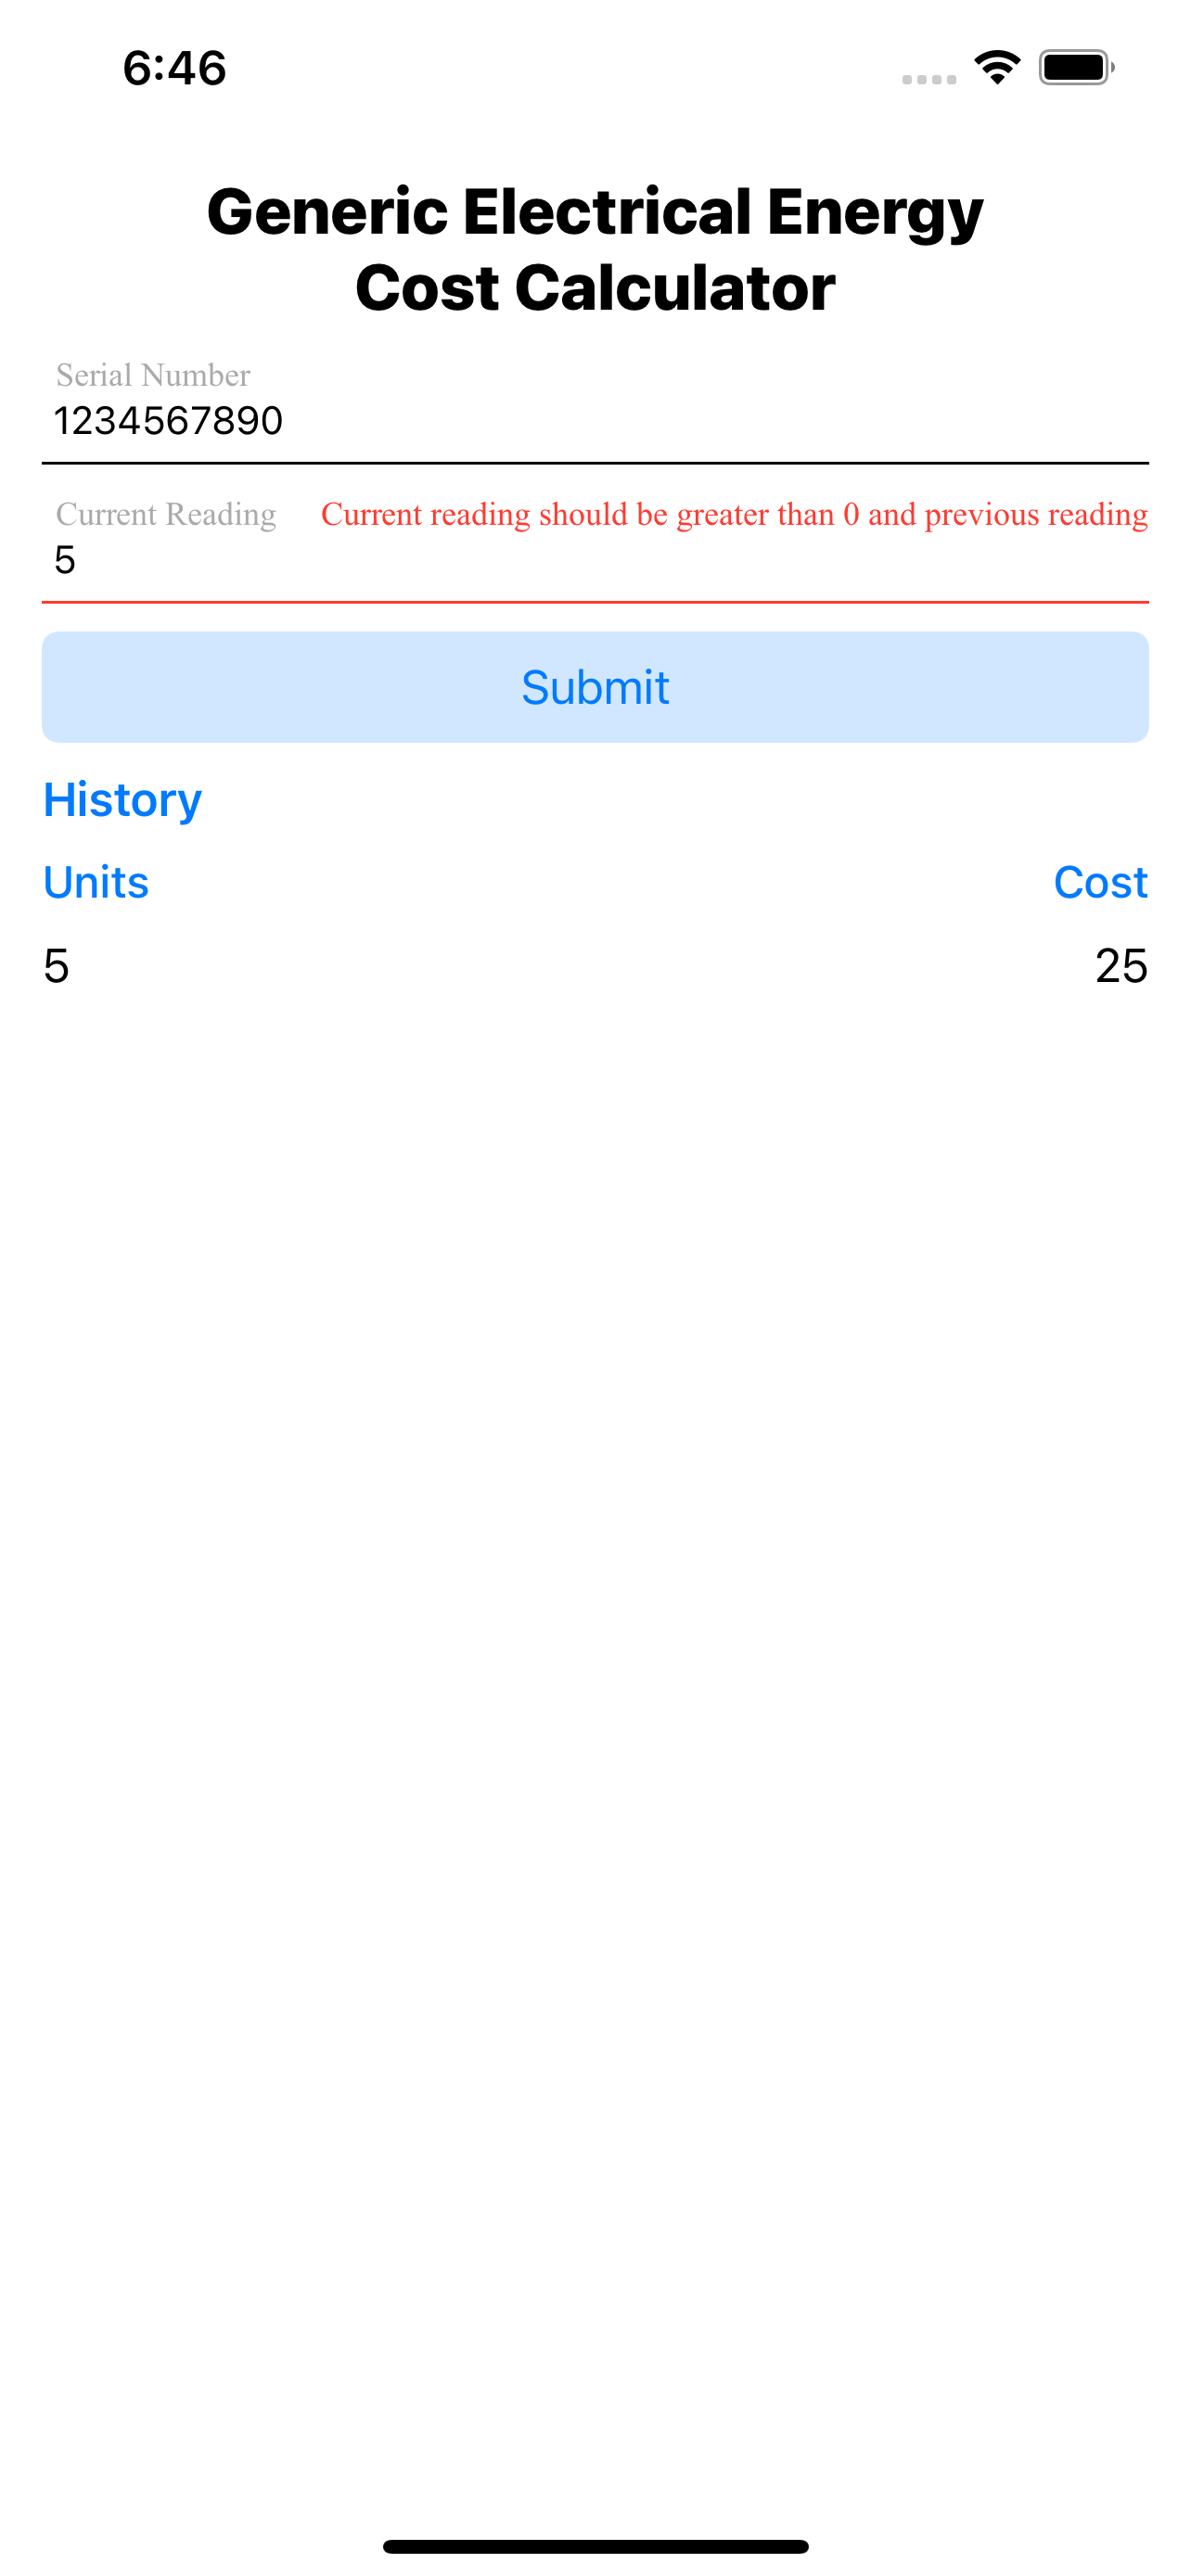 6:46
Generic Electrical Energy
Cost Calculator
Serial Number
1234567890
Current Reading Current reading should be greater than 0 and previous reading
5
Submit
History
Units Cost
5 25